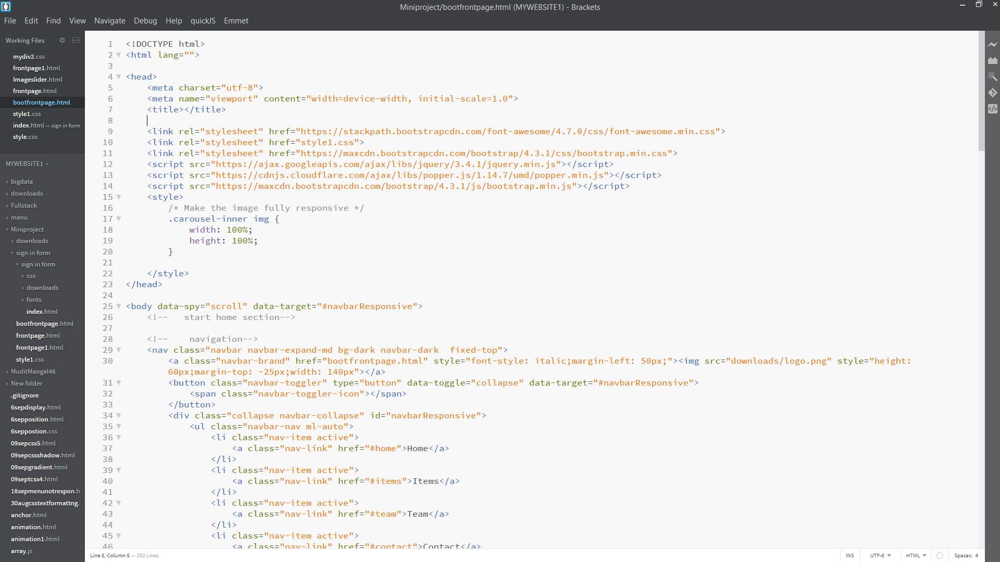 Miniproject/bootfrontpage.html (MYWEBSITE1) - Brackets
File Edit Find View Navigate Debug Help quickJS Emmet
Working Files
mydiv2.css
frontpage1.html
Imageslider.html
frontpage.html
bootfrontpage.html
style1.css
index.html — sign in form
style.css
MYWEBSITE1
bigdata
downloads
Fullstack
menu
Miniproject
downloads
sign in form
sign in form
css
downloads
fonts
index.html
bootfrontpage.html
frontpage.html
frontpage1.html
style1.css
MuditMangal46
New folder
.gitignore
6sepdisplay.html
6sepposition.html
6seppostion.css
09sepcss5.html
09sepcssshadow.html
09sepgradient.html
09septcss4.html
18sepmenunotrespon.h
30augcsstextformattng.
anchor.html
animation.html
animation1.html
array.js
1 <!DOCTYPE html>
2 <html lang="">
3
4 <head>
5     <meta charset="utf-8">
6     <meta name="viewport" content="width=device-width, initial-scale=1.0">
7     <title></title>
8
9     <link rel="stylesheet" href="https://stackpath.bootstrapcdn.com/font-awesome/4.7.0/css/font-awesome.min.css">
10     <link rel="stylesheet" href="style1.css">
11     <link rel="stylesheet" href="https://maxcdn.bootstrapcdn.com/bootstrap/4.3.1/css/bootstrap.min.css">
12     <script src="https://ajax.googleapis.com/ajax/libs/jquery/3.4.1/jquery.min.js"></script>
13     <script src="https://cdnjs.cloudflare.com/ajax/libs/popper.js/1.14.7/umd/popper.min.js"></script>
14     <script src="https://maxcdn.bootstrapcdn.com/bootstrap/4.3.1/js/bootstrap.min.js"></script>
15     <style>
16         /* Make the image fully responsive */
17         .carousel-inner img {
18             width: 100%;
19             height: 100%;
20         }
21
22     </style>
23 </head>
24
25 <body data-spy="scroll" data-target="#navbarResponsive">
26     <!--   start home section-->
27
28     <!--    navigation-->
29     <nav class="navbar navbar-expand-md bg-dark navbar-dark  fixed-top">
30         <a class="navbar-brand" href="bootfrontpage.html" style="font-style: italic;margin-left: 50px;"><img src="downloads/logo.png" style="height:
60px;margin-top: -25px;width: 140px"></a>
31         <button class="navbar-toggler" type="button" data-toggle="collapse" data-target="#navbarResponsive">
32             <span class="navbar-toggler-icon"></span>
33         </button>
34         <div class="collapse navbar-collapse" id="navbarResponsive">
35             <ul class="navbar-nav ml-auto">
36                 <li class="nav-item active">
37                     <a class="nav-link" href="#home">Home</a>
38                 </li>
39                 <li class="nav-item active">
40                     <a class="nav-link" href="#items">Items</a>
41                 </li>
42                 <li class="nav-item active">
43                     <a class="nav-link" href="#team">Team</a>
44                 </li>
45                 <li class="nav-item active">
46                     <a class="nav-link" href="#contact">Contact</a>
Line 8, Column 5 — 202 Lines
INS UTF-8 HTML Spaces: 4